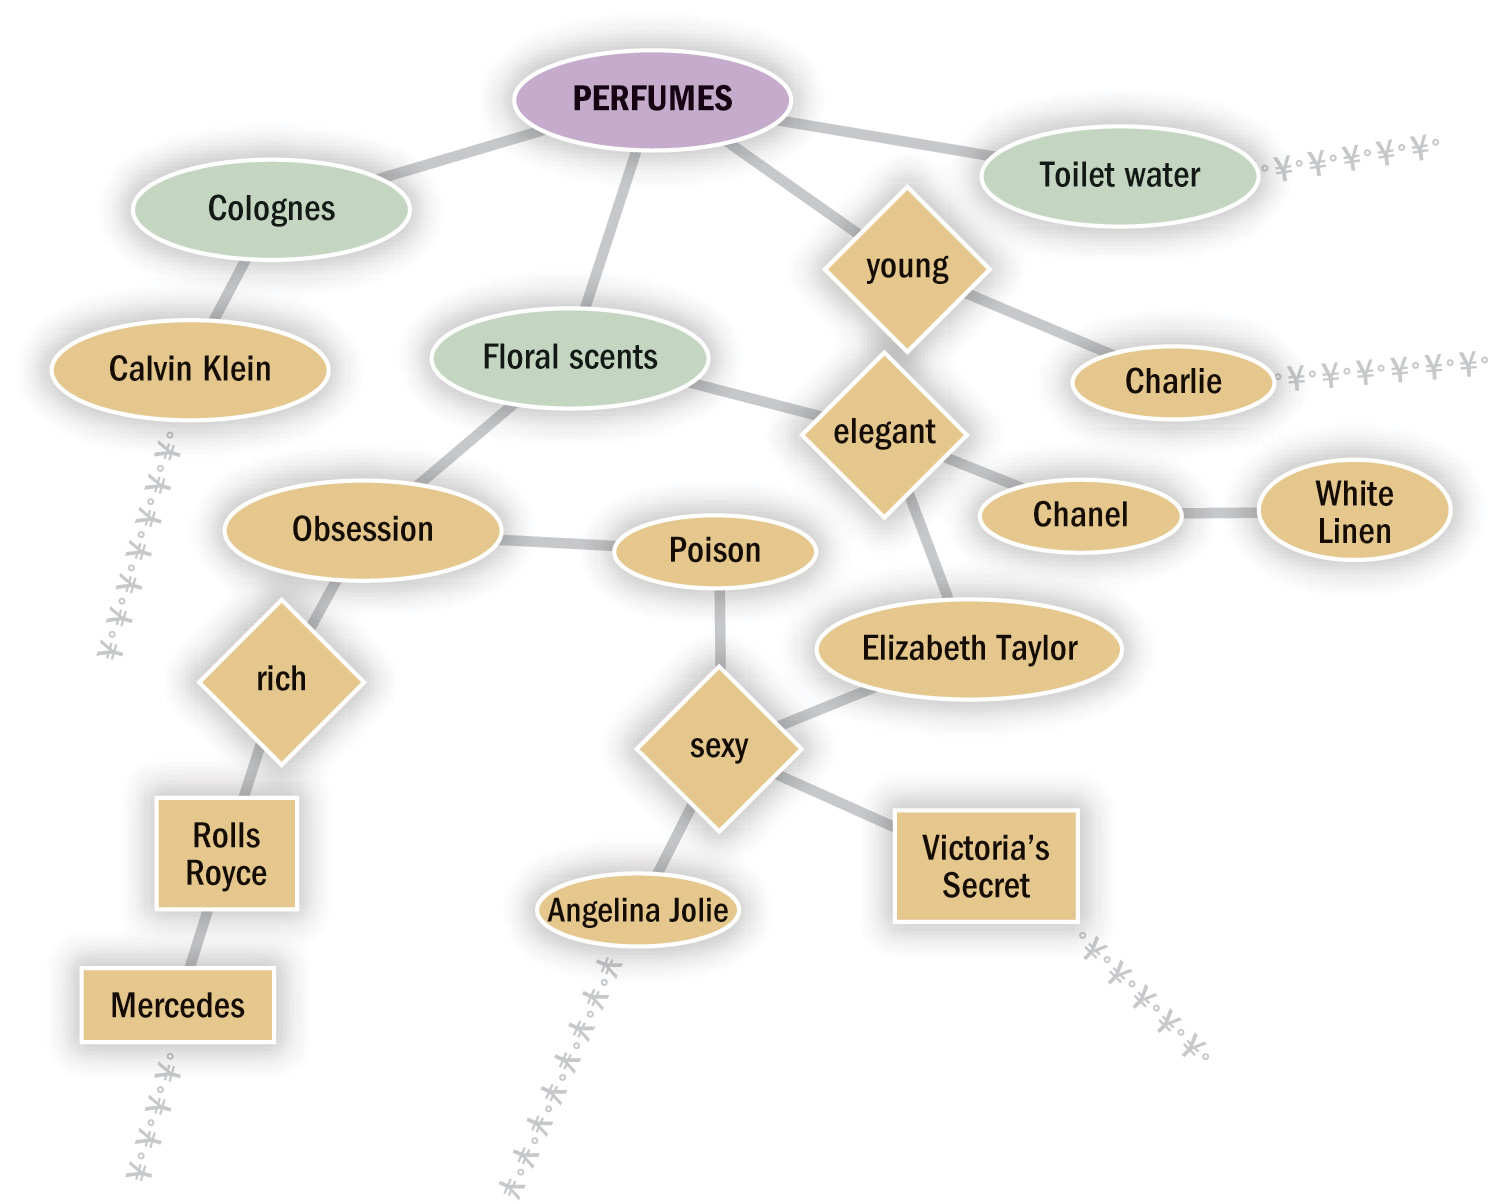 PERFUMES
Toilet water
°¥°¥°¥°¥°¥°
Colognes
young
Floral scents
Calvin Klein
Charlie
°¥°¥°¥°¥°¥°¥°
elegant
°¥°¥°¥°¥°¥°¥°¥
White
Linen
Chanel
Obsession
Poison
Elizabeth Taylor
rich
sexy
Rolls
Royce
Victoria’s
Secret
Angelina Jolie
°¥°¥°¥°¥°¥°
Mercedes
¥°¥°¥°¥°¥°¥°¥°¥
°¥°¥°¥°¥